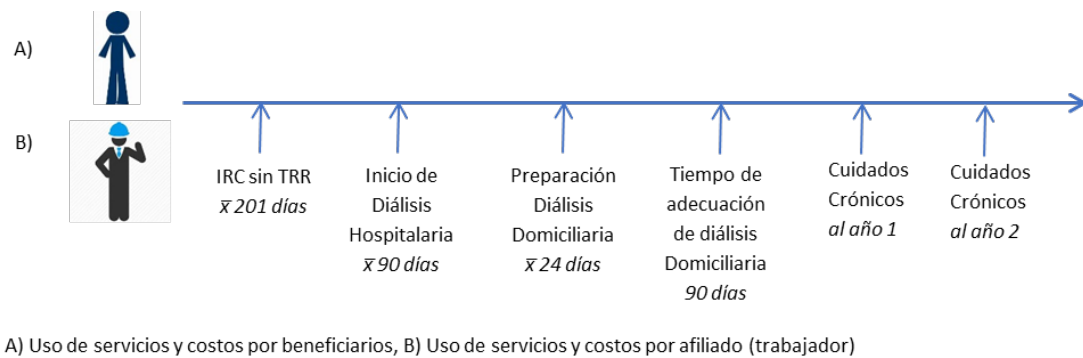 A)
B)
IRC sin TRR
x̅ 201 días
Inicio de
Diálisis
Hospitalaria
x̅ 90 días
Preparación
Diálisis
Domiciliaria
x̅ 24 días
Tiempo de
adecuación
de diálisis
Domiciliaria
90 días
Cuidados
Crónicos
al año 1
Cuidados
Crónicos
al año 2
A) Uso de servicios y costos por beneficiarios, B) Uso de servicios y costos por afiliado (trabajador)